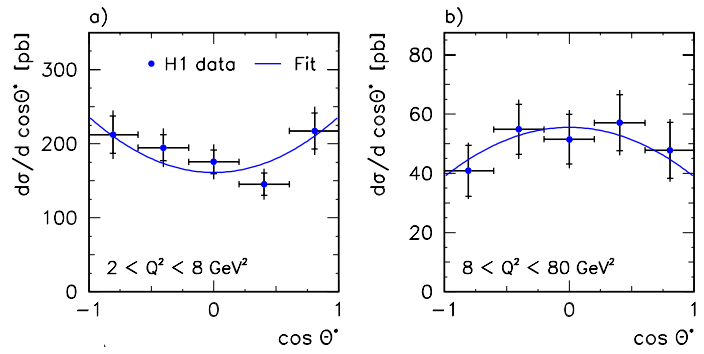 a)
dσ/d cosΘ* [pb]
300
200
100
0
H1 data
Fit
2 < Q² < 8 GeV²
−1
0
1
cos Θ*
b)
dσ/d cosΘ* [pb]
80
60
40
20
0
8 < Q² < 80 GeV²
−1
0
1
cos Θ*